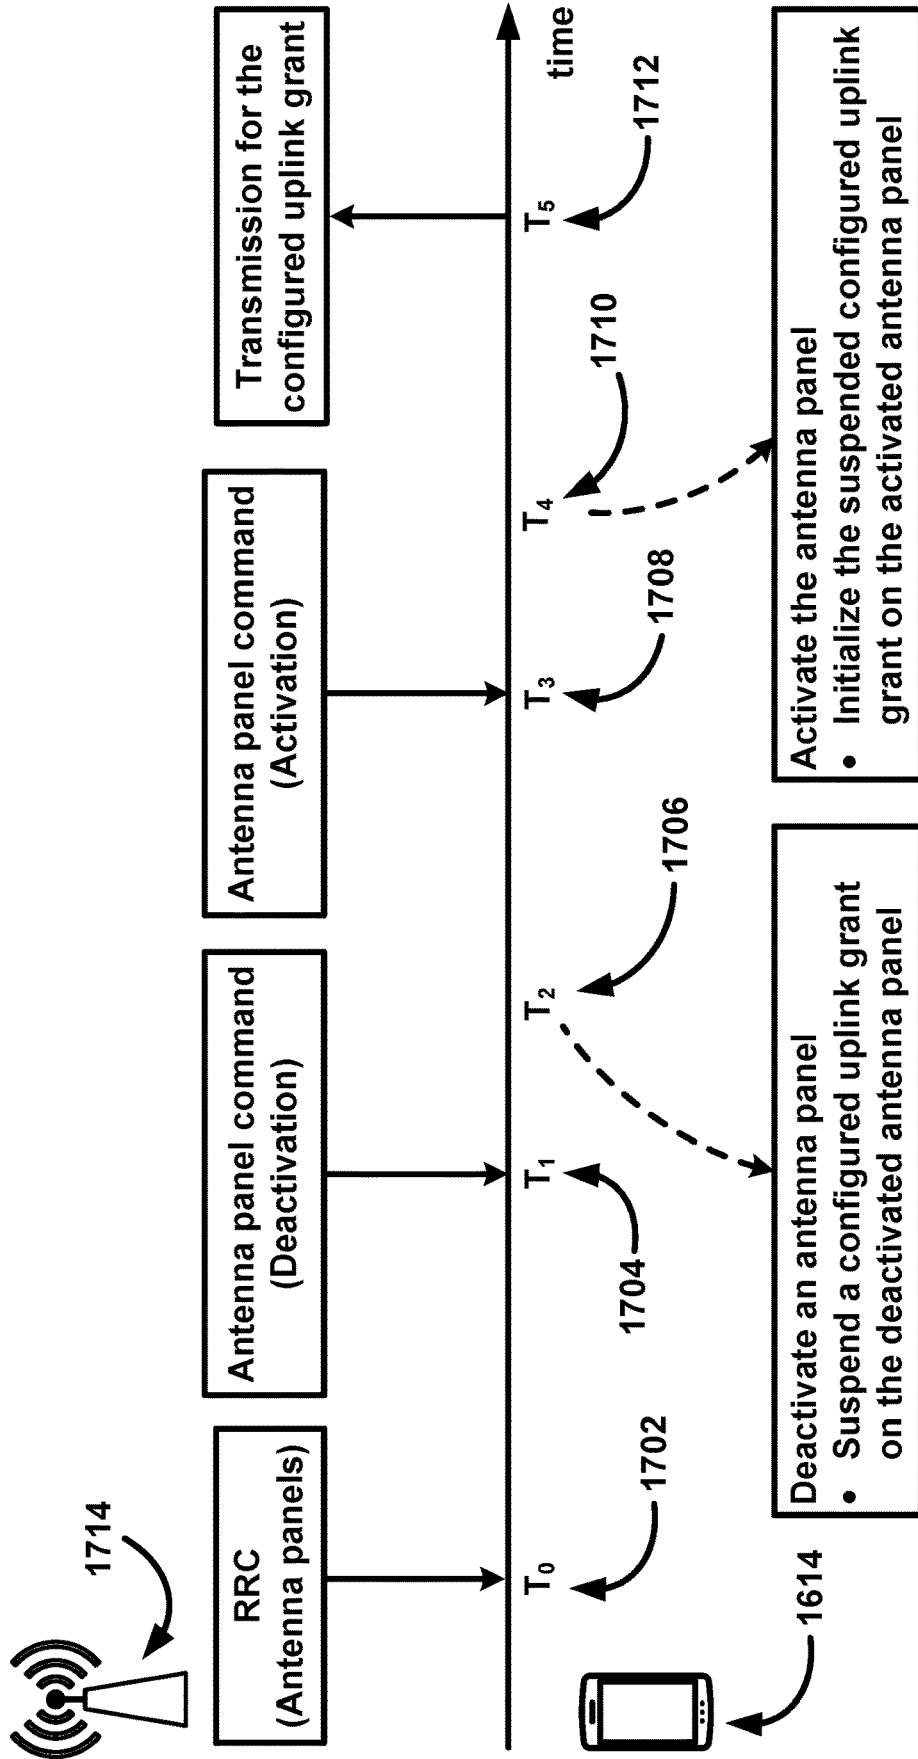 1714
RRC
(Antenna panels)
Antenna panel command
(Deactivation)
Antenna panel command
(Activation)
Transmission for the
configured uplink grant
T0
T1
T2
T3
T4
T5
time
1702
1704
1706
1708
1710
1712
1614
Deactivate an antenna panel
• Suspend a configured uplink grant
on the deactivated antenna panel
Activate the antenna panel
• Initialize the suspended configured uplink
grant on the activated antenna panel